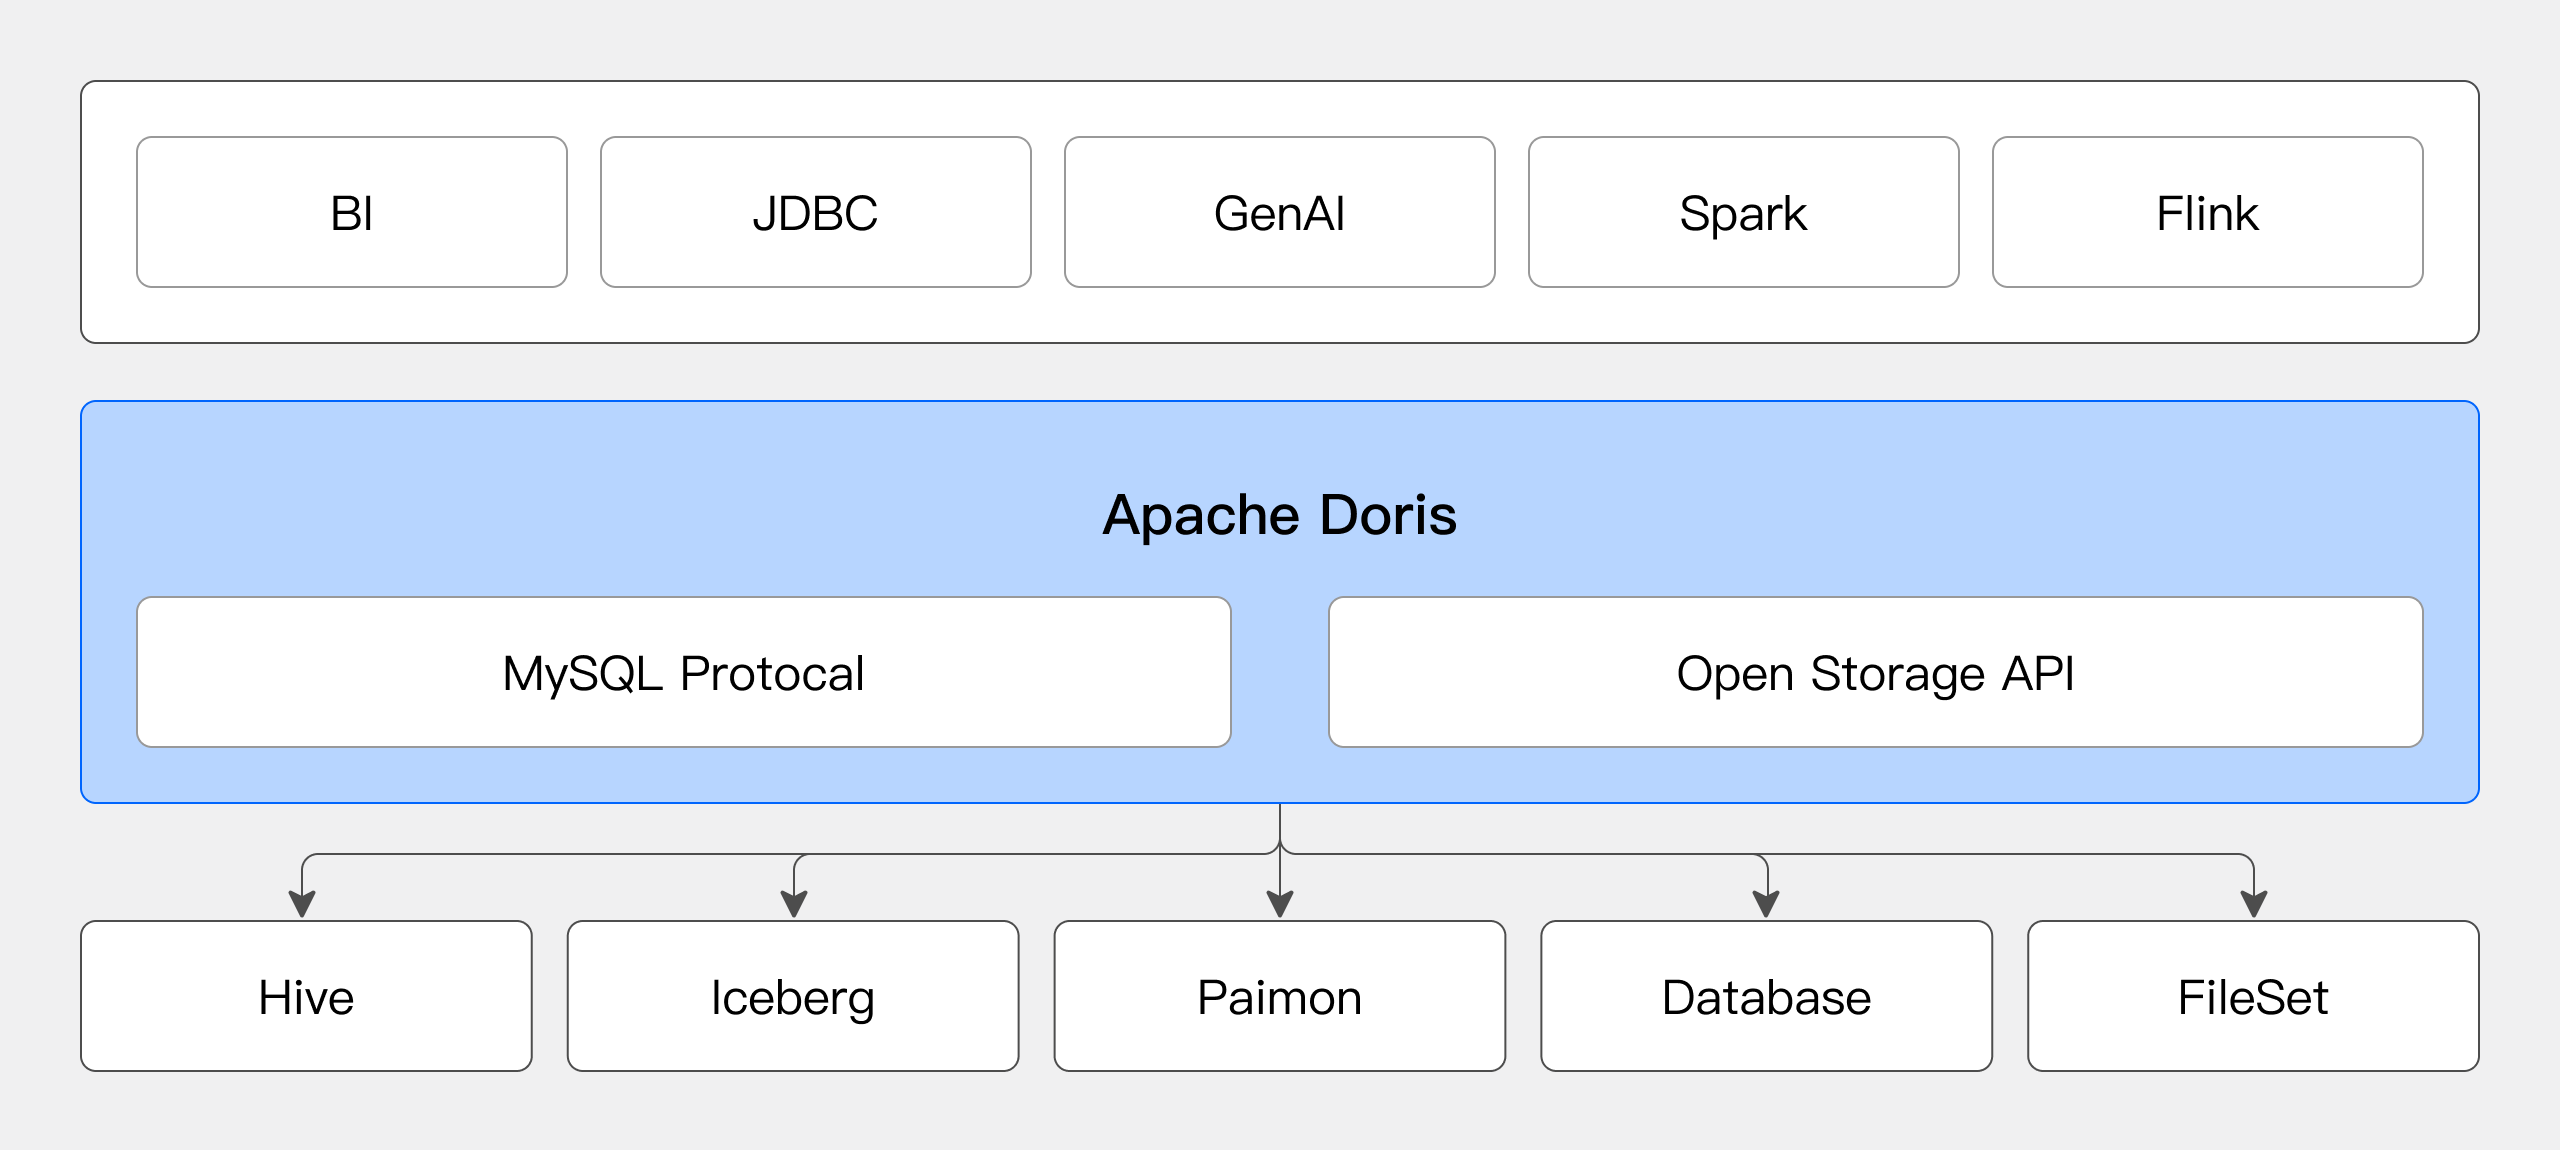 BI
JDBC
GenAI
Spark
Flink
Apache Doris
MySQL Protocal
Open Storage API
Hive
Iceberg
Paimon
Database
FileSet